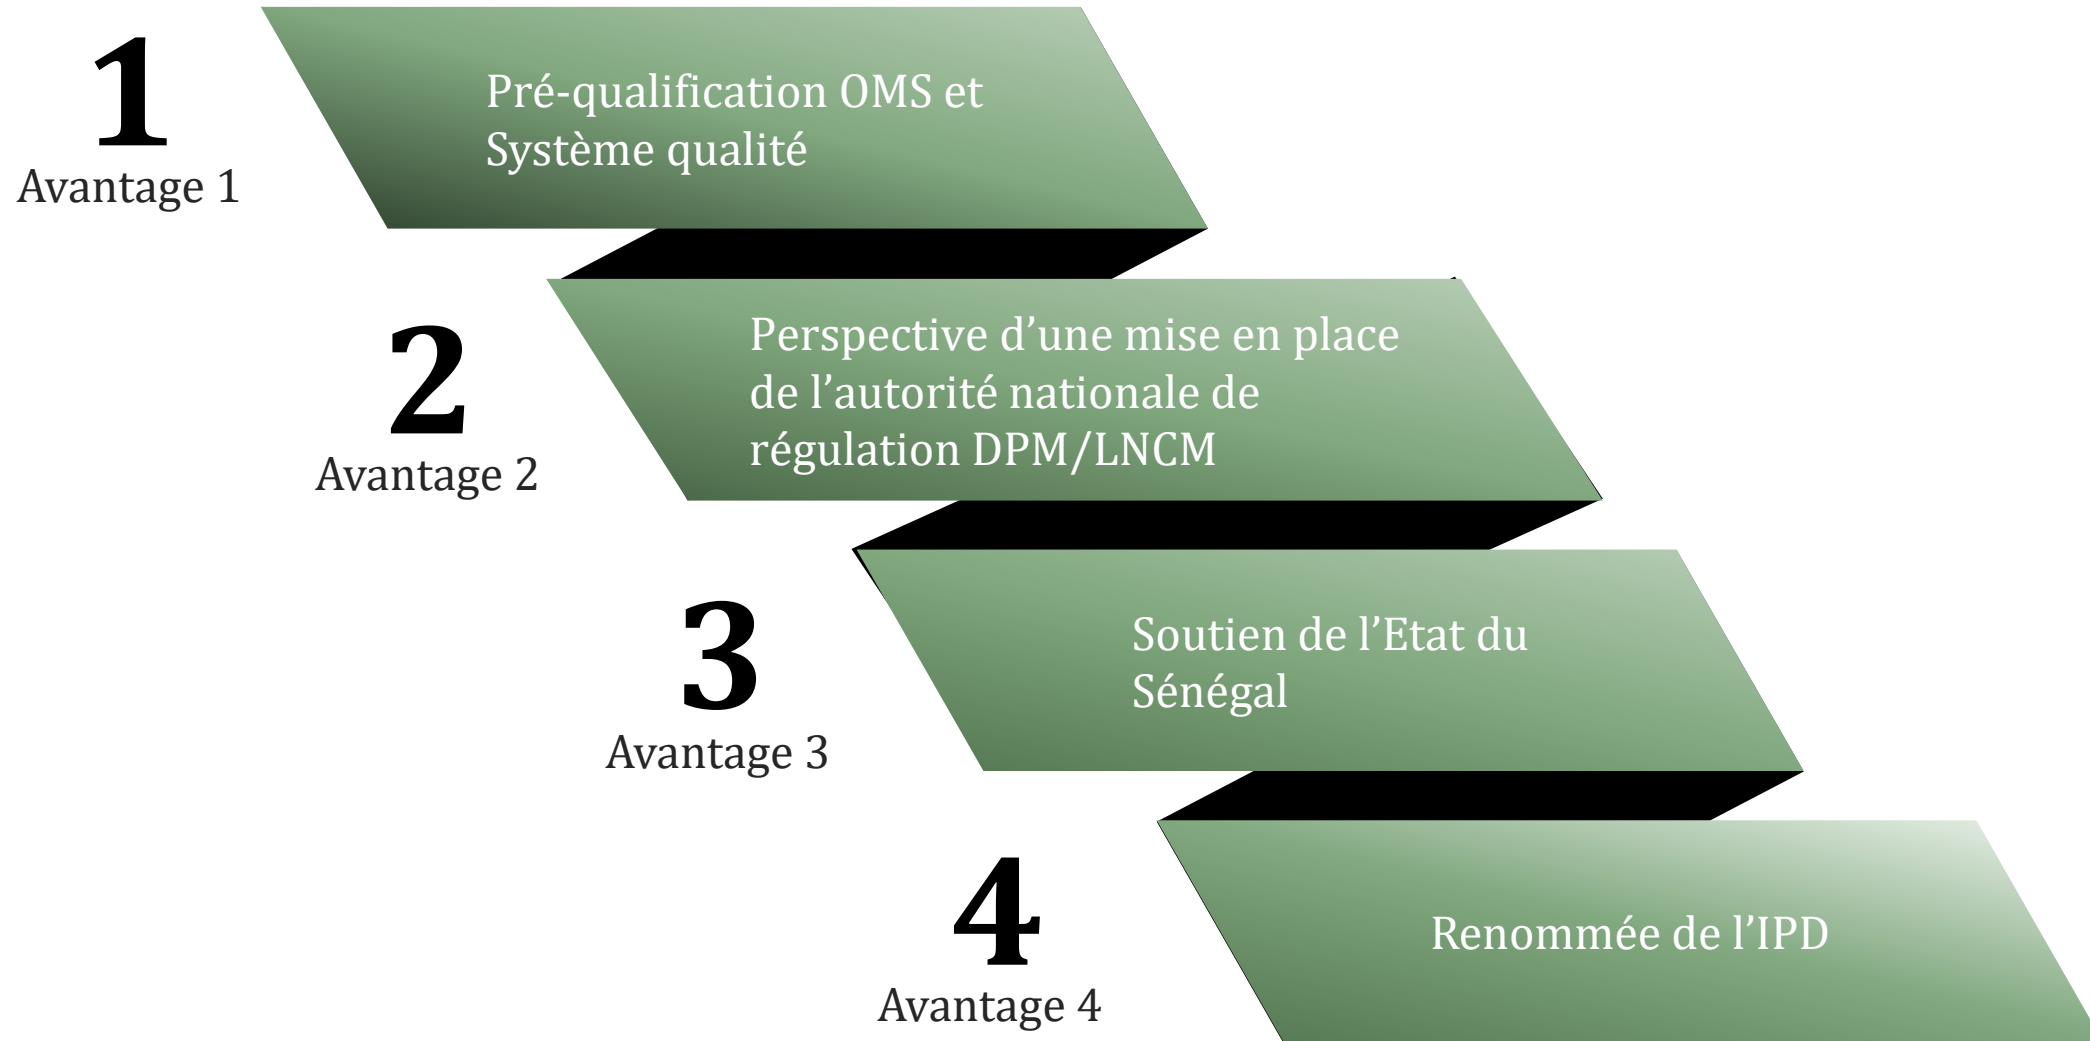 1
Avantage 1
Pré-qualification OMS et
Système qualité
2
Avantage 2
Perspective d’une mise en place
de l’autorité nationale de
régulation DPM/LNCM
3
Avantage 3
Soutien de l’Etat du
Sénégal
4
Avantage 4
Renommée de l’IPD